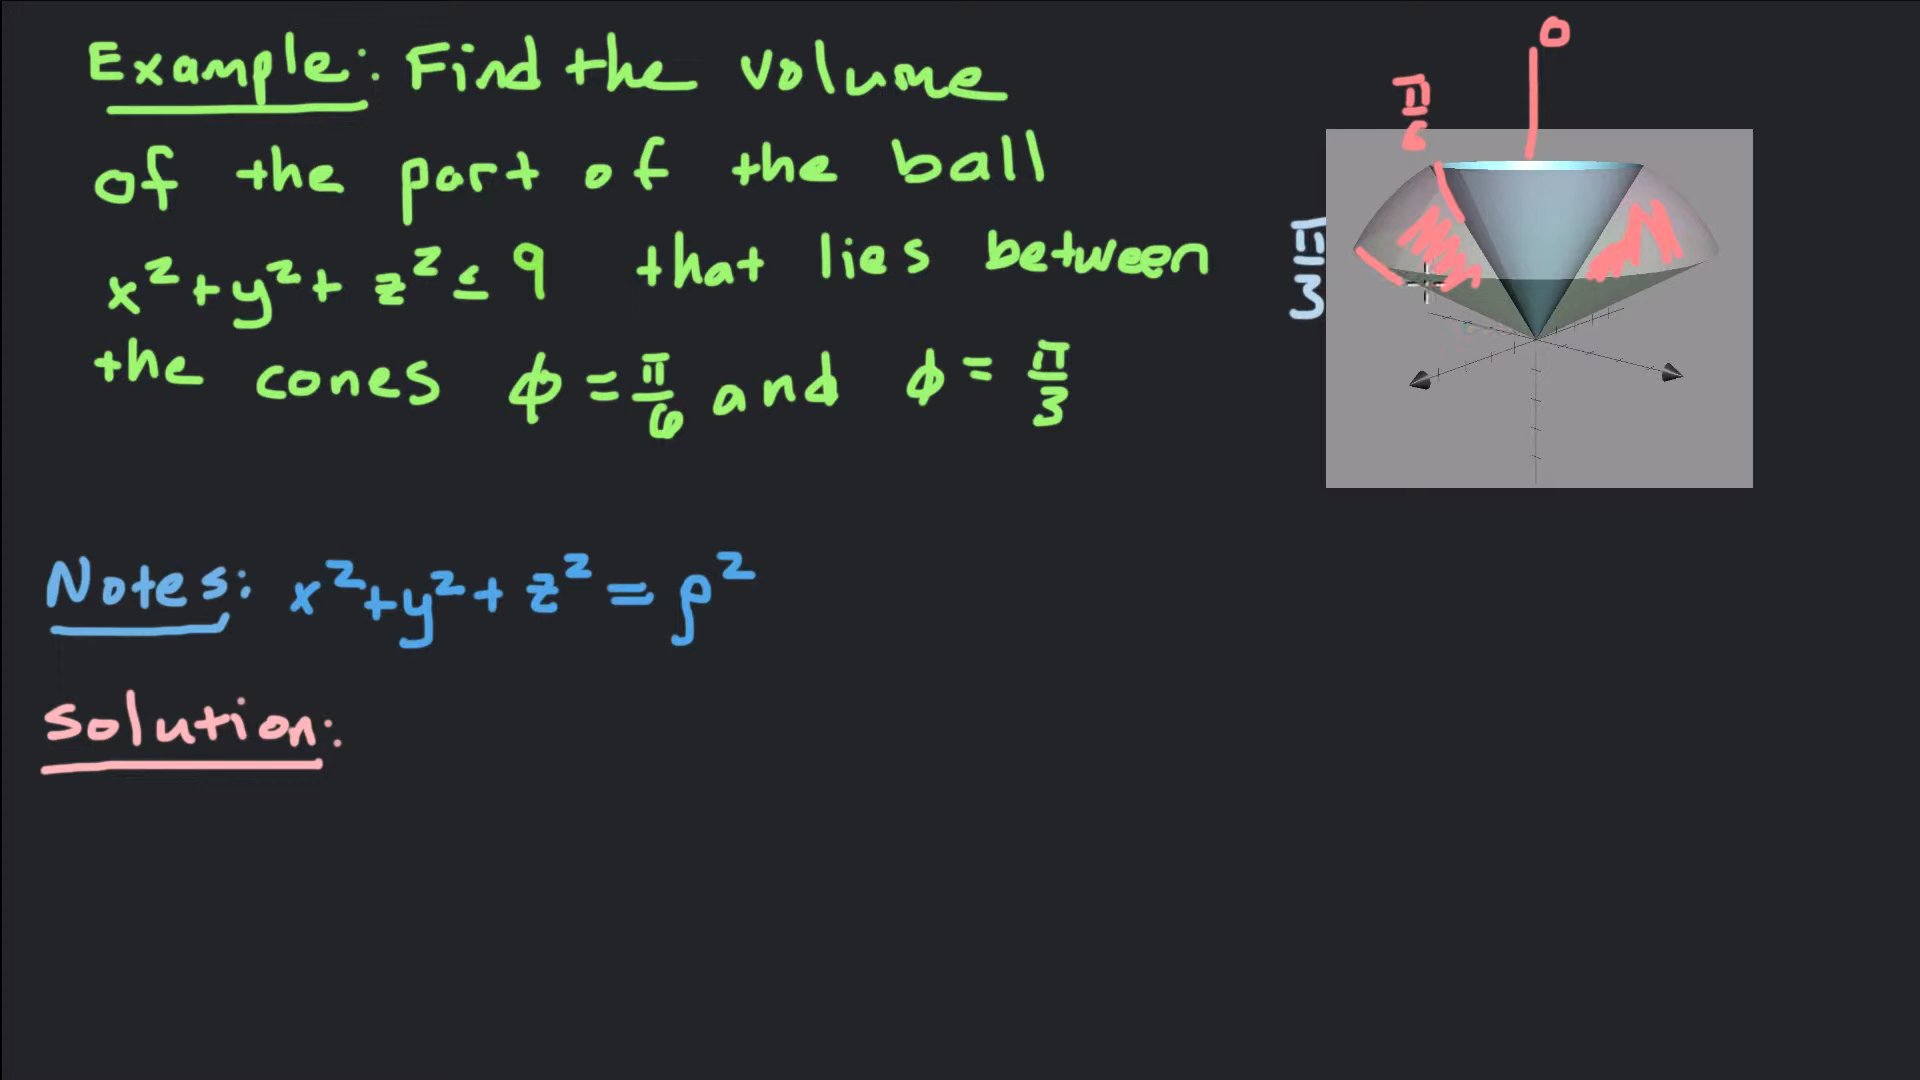 Example: Find the volume
of the part of the ball
x²+y²+z²≤9 that lies between
the cones ϕ=π/6 and ϕ=π/3
0
π/6
π/3
Notes: x²+y²+z²=ρ²
Solution: